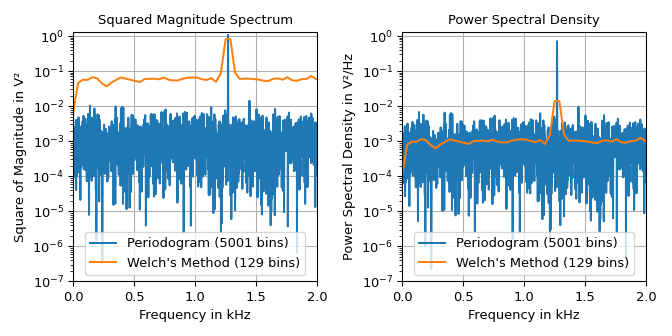 Squared Magnitude Spectrum
Square of Magnitude in V²
10⁰
10⁻¹
10⁻²
10⁻³
10⁻⁴
10⁻⁵
10⁻⁶
10⁻⁷
Periodogram (5001 bins)
Welch's Method (129 bins)
0.0 0.5 1.0 1.5 2.0
Frequency in kHz
Power Spectral Density
Power Spectral Density in V²/Hz
10⁰
10⁻¹
10⁻²
10⁻³
10⁻⁴
10⁻⁵
10⁻⁶
10⁻⁷
Periodogram (5001 bins)
Welch's Method (129 bins)
0.0 0.5 1.0 1.5 2.0
Frequency in kHz